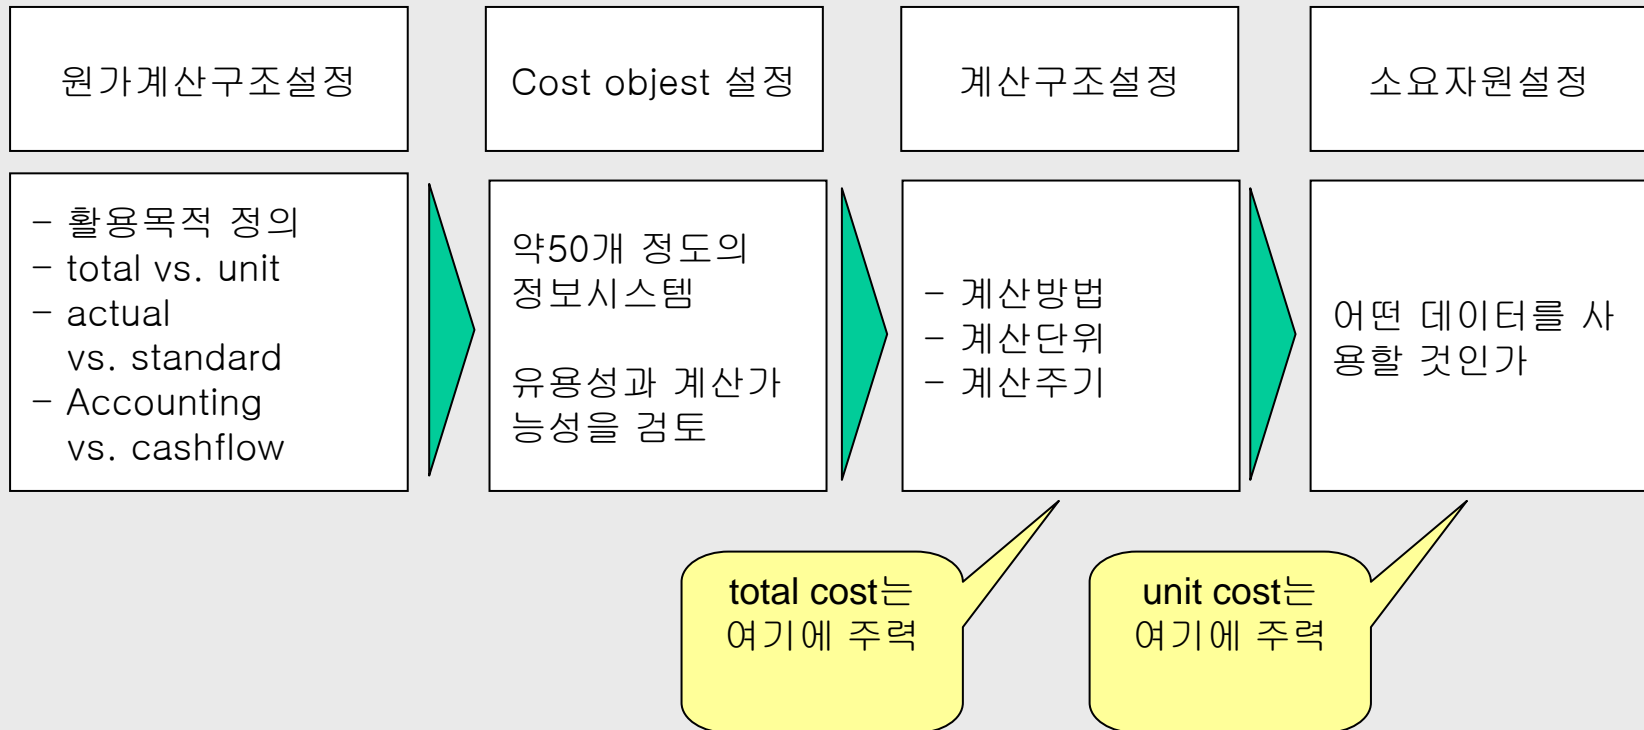 원가계산구조설정
Cost objest 설정
계산구조설정
소요자원설정
- 활용목적 정의
- total vs. unit
- actual
vs. standard
- Accounting
vs. cashflow
약50개 정도의
정보시스템
유용성과 계산가
능성을 검토
- 계산방법
- 계산단위
- 계산주기
어떤 데이터를 사
용할 것인가
total cost는
여기에 주력
unit cost는
여기에 주력